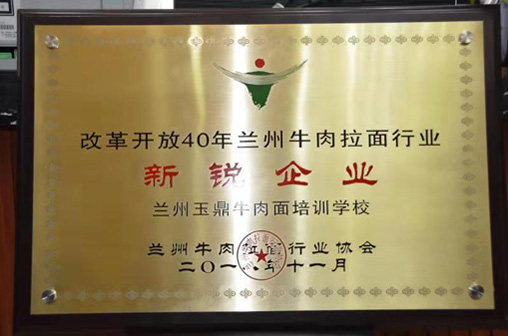 改革开放40年兰州牛肉拉面行业
新锐企业
兰州玉鼎牛肉面培训学校
兰州牛肉拉面行业协会
二〇一八年十一月